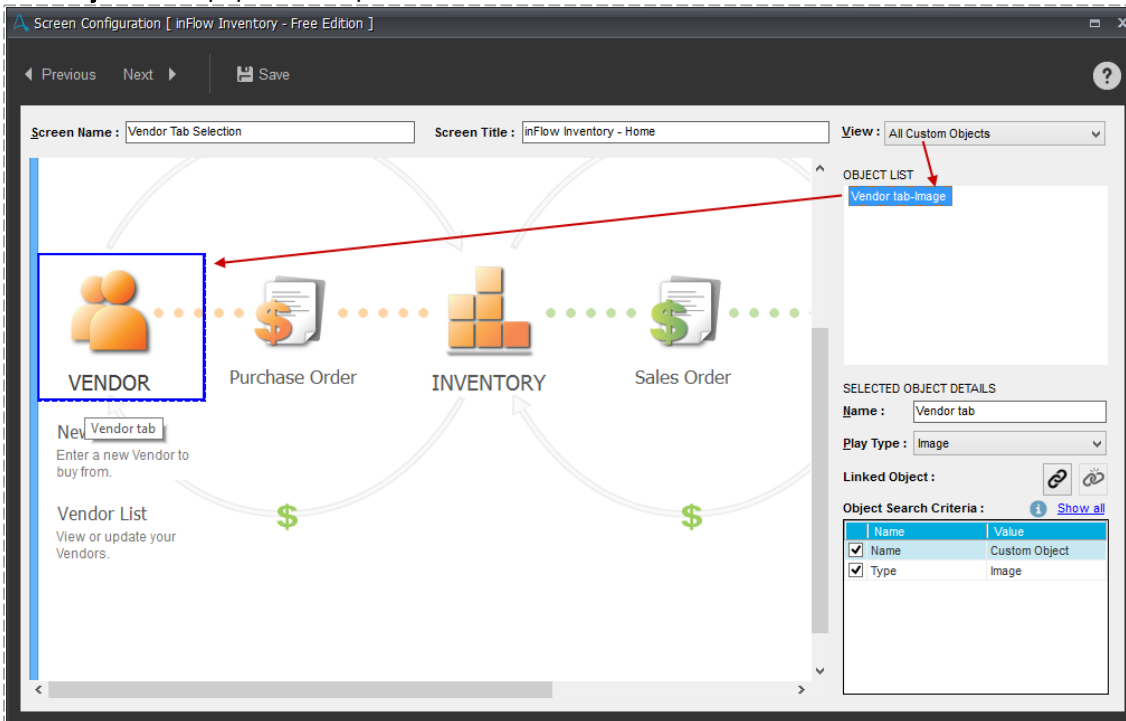 Screen Configuration [ inFlow Inventory - Free Edition ]
Previous Next Save
?
Screen Name : Vendor Tab Selection Screen Title : inFlow Inventory - Home View : All Custom Objects
OBJECT LIST
Vendor tab-Image
VENDOR Purchase Order INVENTORY Sales Order
Vendor tab
Enter a new Vendor to
buy from.
Vendor List
View or update your
Vendors.
SELECTED OBJECT DETAILS
Name : Vendor tab
Play Type : Image
Linked Object :
Object Search Criteria : Show all
Name Value
Name Custom Object
Type Image